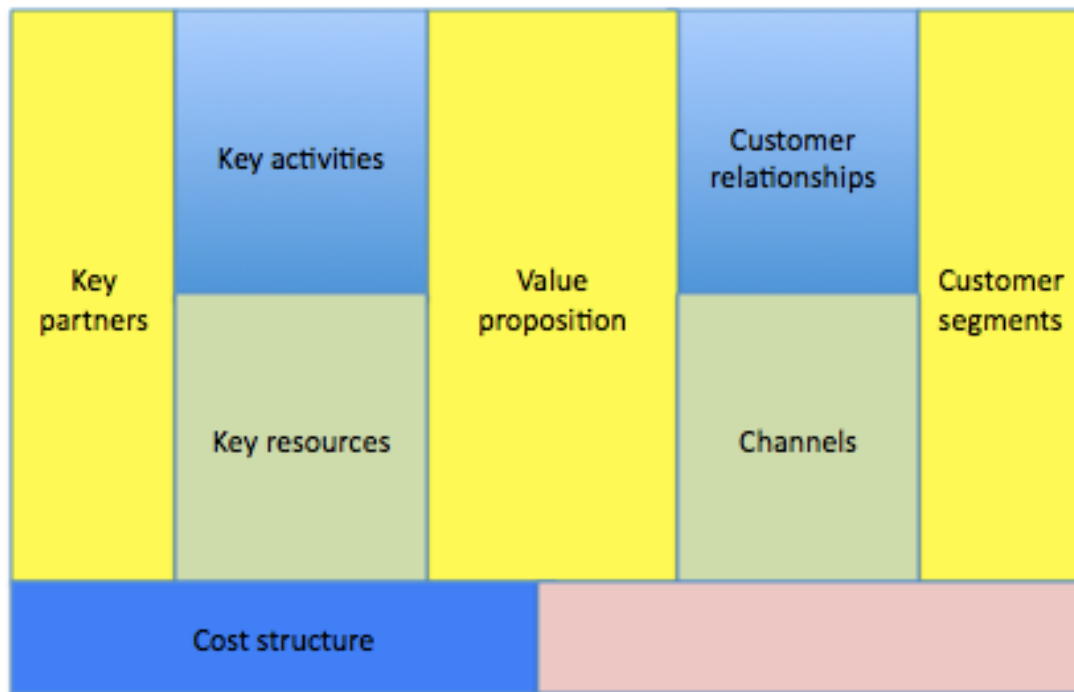 Key activities
Customer
relationships
Key
partners
Value
proposition
Customer
segments
Key resources
Channels
Cost structure